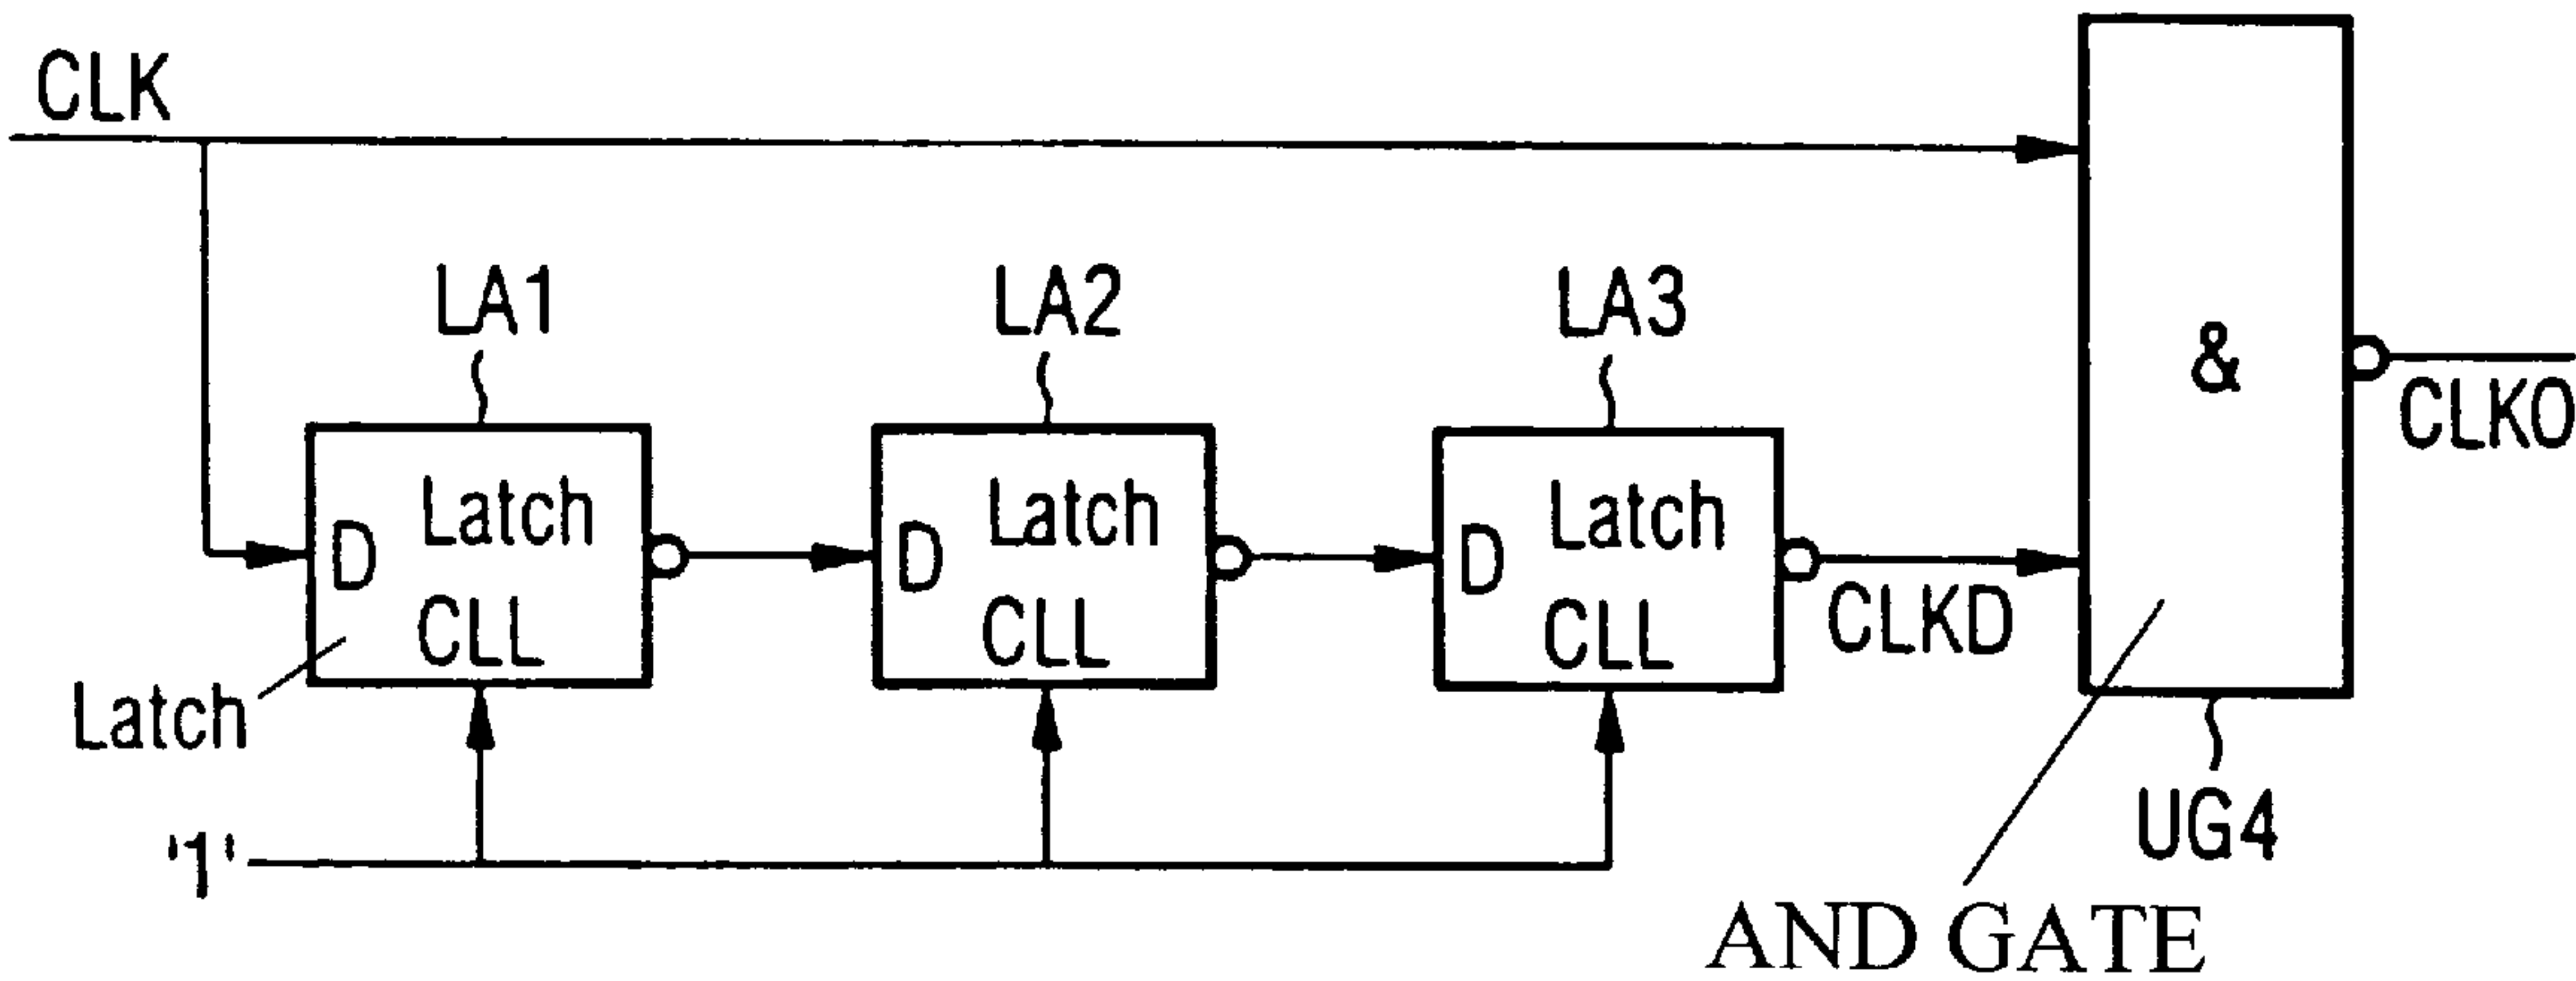 CLK
LA1
LA2
LA3
&
CLKO
D Latch
CLL
D Latch
CLL
D Latch
CLL
CLKD
Latch
'1'
UG4
AND GATE